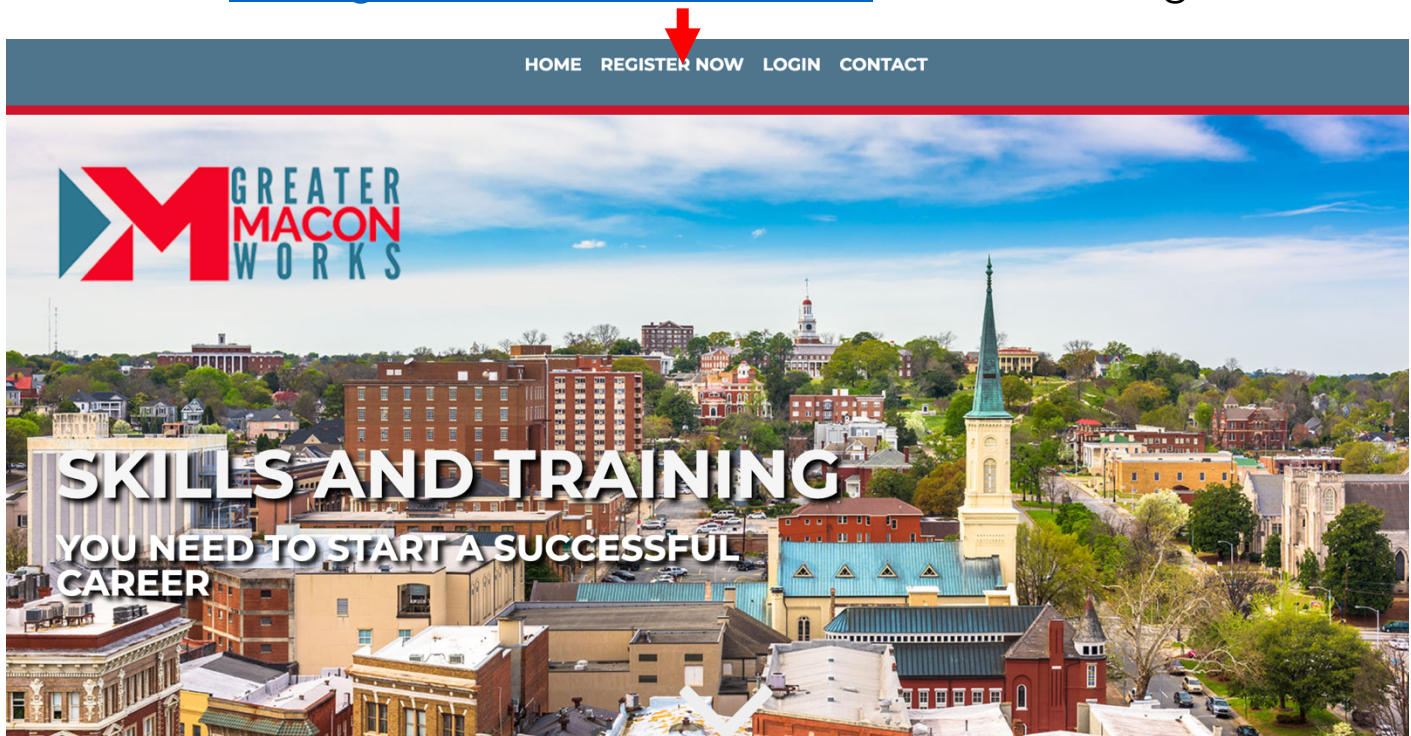 HOME REGISTER NOW LOGIN CONTACT
GREATER
MACON
WORKS
SKILLS AND TRAINING
YOU NEED TO START A SUCCESSFUL
CAREER